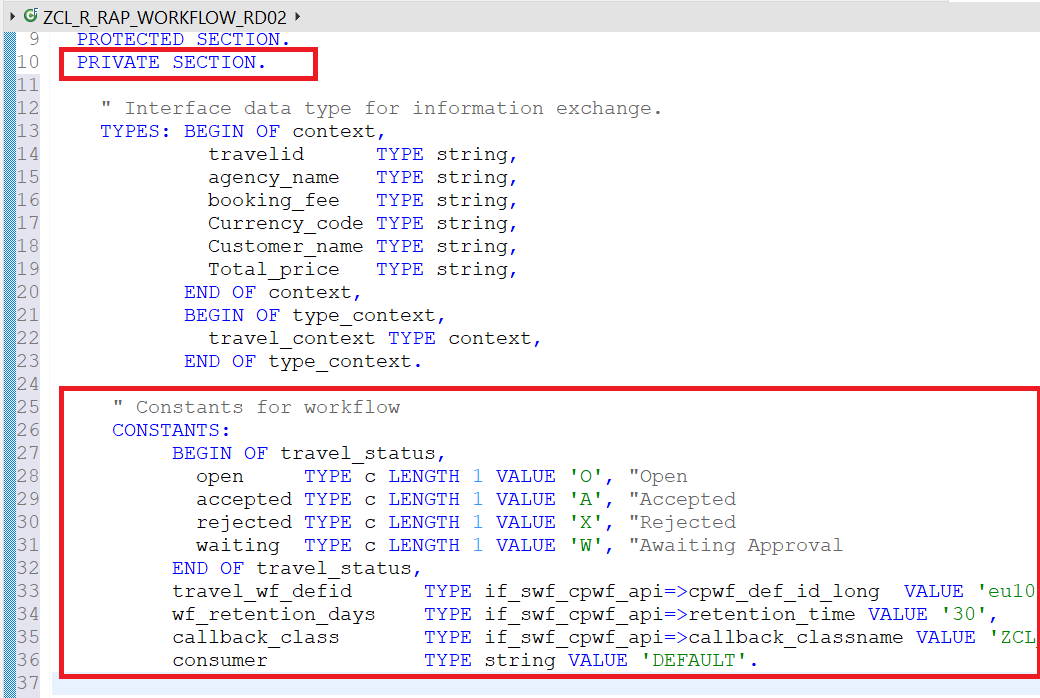 ZCL_R_RAP_WORKFLOW_RD02
9 PROTECTED SECTION.
10 PRIVATE SECTION.
11
12 " Interface data type for information exchange.
13 TYPES: BEGIN OF context,
14 travelid TYPE string,
15 agency_name TYPE string,
16 booking_fee TYPE string,
17 Currency_code TYPE string,
18 Customer_name TYPE string,
19 Total_price TYPE string,
20 END OF context,
21 BEGIN OF type_context,
22 travel_context TYPE context,
23 END OF type_context.
24
25 " Constants for workflow
26 CONSTANTS:
27 BEGIN OF travel_status,
28 open TYPE c LENGTH 1 VALUE 'O', "Open
29 accepted TYPE c LENGTH 1 VALUE 'A', "Accepted
30 rejected TYPE c LENGTH 1 VALUE 'X', "Rejected
31 waiting TYPE c LENGTH 1 VALUE 'W', "Awaiting Approval
32 END OF travel_status,
33 travel_wf_defid TYPE if_swf_cpwf_api=>cpwf_def_id_long VALUE 'eu10
34 wf_retention_days TYPE if_swf_cpwf_api=>retention_time VALUE '30',
35 callback_class TYPE if_swf_cpwf_api=>callback_classname VALUE 'ZCL_
36 consumer TYPE string VALUE 'DEFAULT'.
37